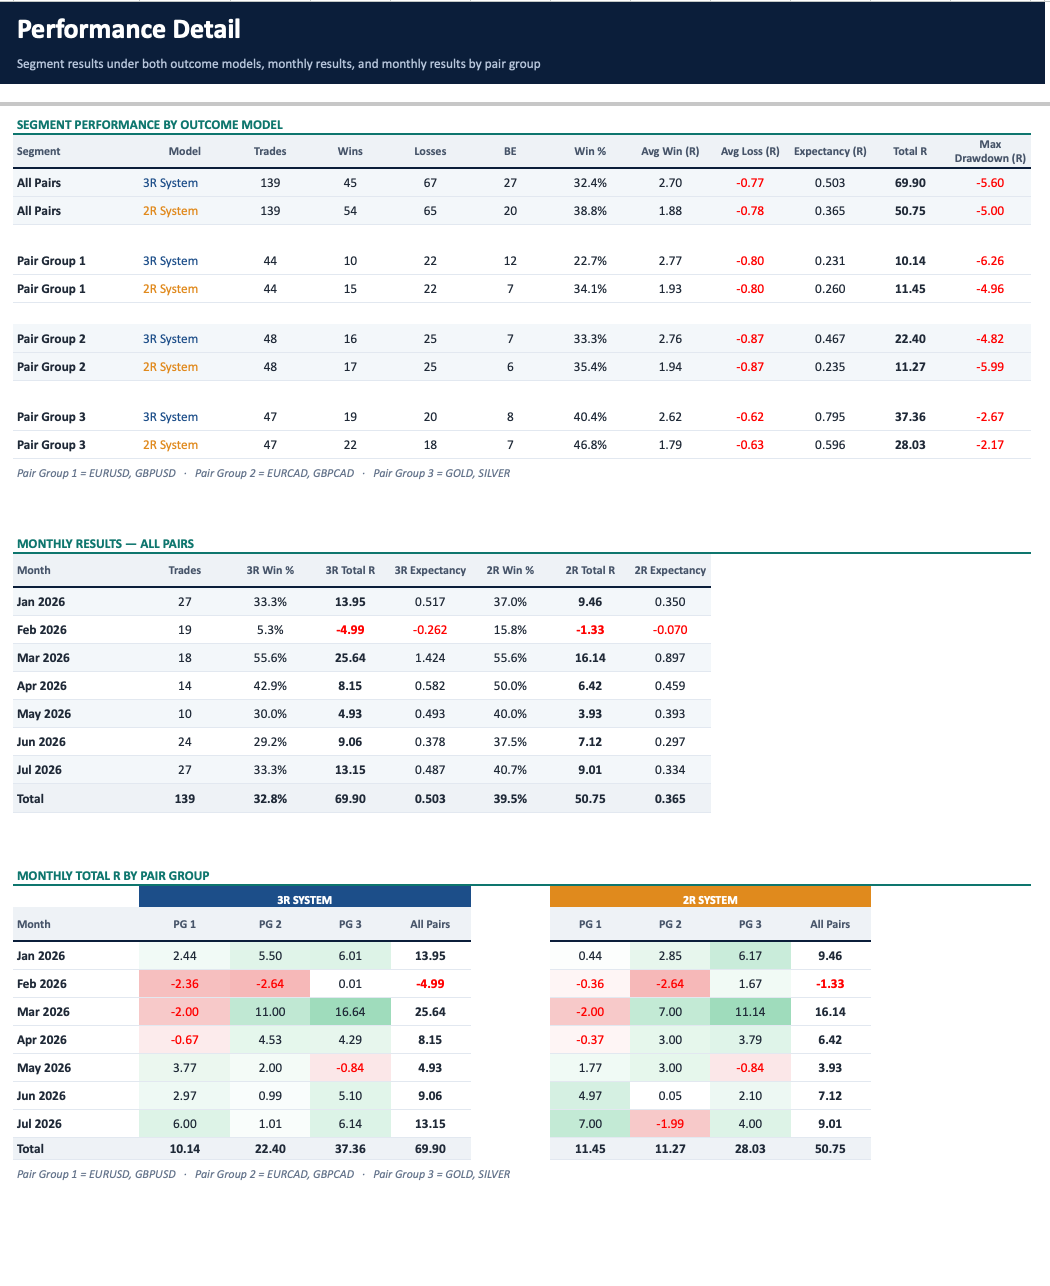 Performance Detail
Segment results under both outcome models, monthly results, and monthly results by pair group
SEGMENT PERFORMANCE BY OUTCOME MODEL
Segment Model Trades Wins Losses BE Win % Avg Win (R) Avg Loss (R) Expectancy (R) Total R Max Drawdown (R)
All Pairs 3R System 139 45 67 27 32.4% 2.70 -0.77 0.503 69.90 -5.60
All Pairs 2R System 139 54 65 20 38.8% 1.88 -0.78 0.365 50.75 -5.00
Pair Group 1 3R System 44 10 22 12 22.7% 2.77 -0.80 0.231 10.14 -6.26
Pair Group 1 2R System 44 15 22 7 34.1% 1.93 -0.80 0.260 11.45 -4.96
Pair Group 2 3R System 48 16 25 7 33.3% 2.76 -0.87 0.467 22.40 -4.82
Pair Group 2 2R System 48 17 25 6 35.4% 1.94 -0.87 0.235 11.27 -5.99
Pair Group 3 3R System 47 19 20 8 40.4% 2.62 -0.62 0.795 37.36 -2.67
Pair Group 3 2R System 47 22 18 7 46.8% 1.79 -0.63 0.596 28.03 -2.17
Pair Group 1 = EURUSD, GBPUSD · Pair Group 2 = EURCAD, GBPCAD · Pair Group 3 = GOLD, SILVER
MONTHLY RESULTS — ALL PAIRS
Month Trades 3R Win % 3R Total R 3R Expectancy 2R Win % 2R Total R 2R Expectancy
Jan 2026 27 33.3% 13.95 0.517 37.0% 9.46 0.350
Feb 2026 19 5.3% -4.99 -0.262 15.8% -1.33 -0.070
Mar 2026 18 55.6% 25.64 1.424 55.6% 16.14 0.897
Apr 2026 14 42.9% 8.15 0.582 50.0% 6.42 0.459
May 2026 10 30.0% 4.93 0.493 40.0% 3.93 0.393
Jun 2026 24 29.2% 9.06 0.378 37.5% 7.12 0.297
Jul 2026 27 33.3% 13.15 0.487 40.7% 9.01 0.334
Total 139 32.8% 69.90 0.503 39.5% 50.75 0.365
MONTHLY TOTAL R BY PAIR GROUP
3R SYSTEM 2R SYSTEM
Month PG 1 PG 2 PG 3 All Pairs PG 1 PG 2 PG 3 All Pairs
Jan 2026 2.44 5.50 6.01 13.95 0.44 2.85 6.17 9.46
Feb 2026 -2.36 -2.64 0.01 -4.99 -0.36 -2.64 1.67 -1.33
Mar 2026 -2.00 11.00 16.64 25.64 -2.00 7.00 11.14 16.14
Apr 2026 -0.67 4.53 4.29 8.15 -0.37 3.00 3.79 6.42
May 2026 3.77 2.00 -0.84 4.93 1.77 3.00 -0.84 3.93
Jun 2026 2.97 0.99 5.10 9.06 4.97 0.05 2.10 7.12
Jul 2026 6.00 1.01 6.14 13.15 7.00 -1.99 4.00 9.01
Total 10.14 22.40 37.36 69.90 11.45 11.27 28.03 50.75
Pair Group 1 = EURUSD, GBPUSD · Pair Group 2 = EURCAD, GBPCAD · Pair Group 3 = GOLD, SILVER